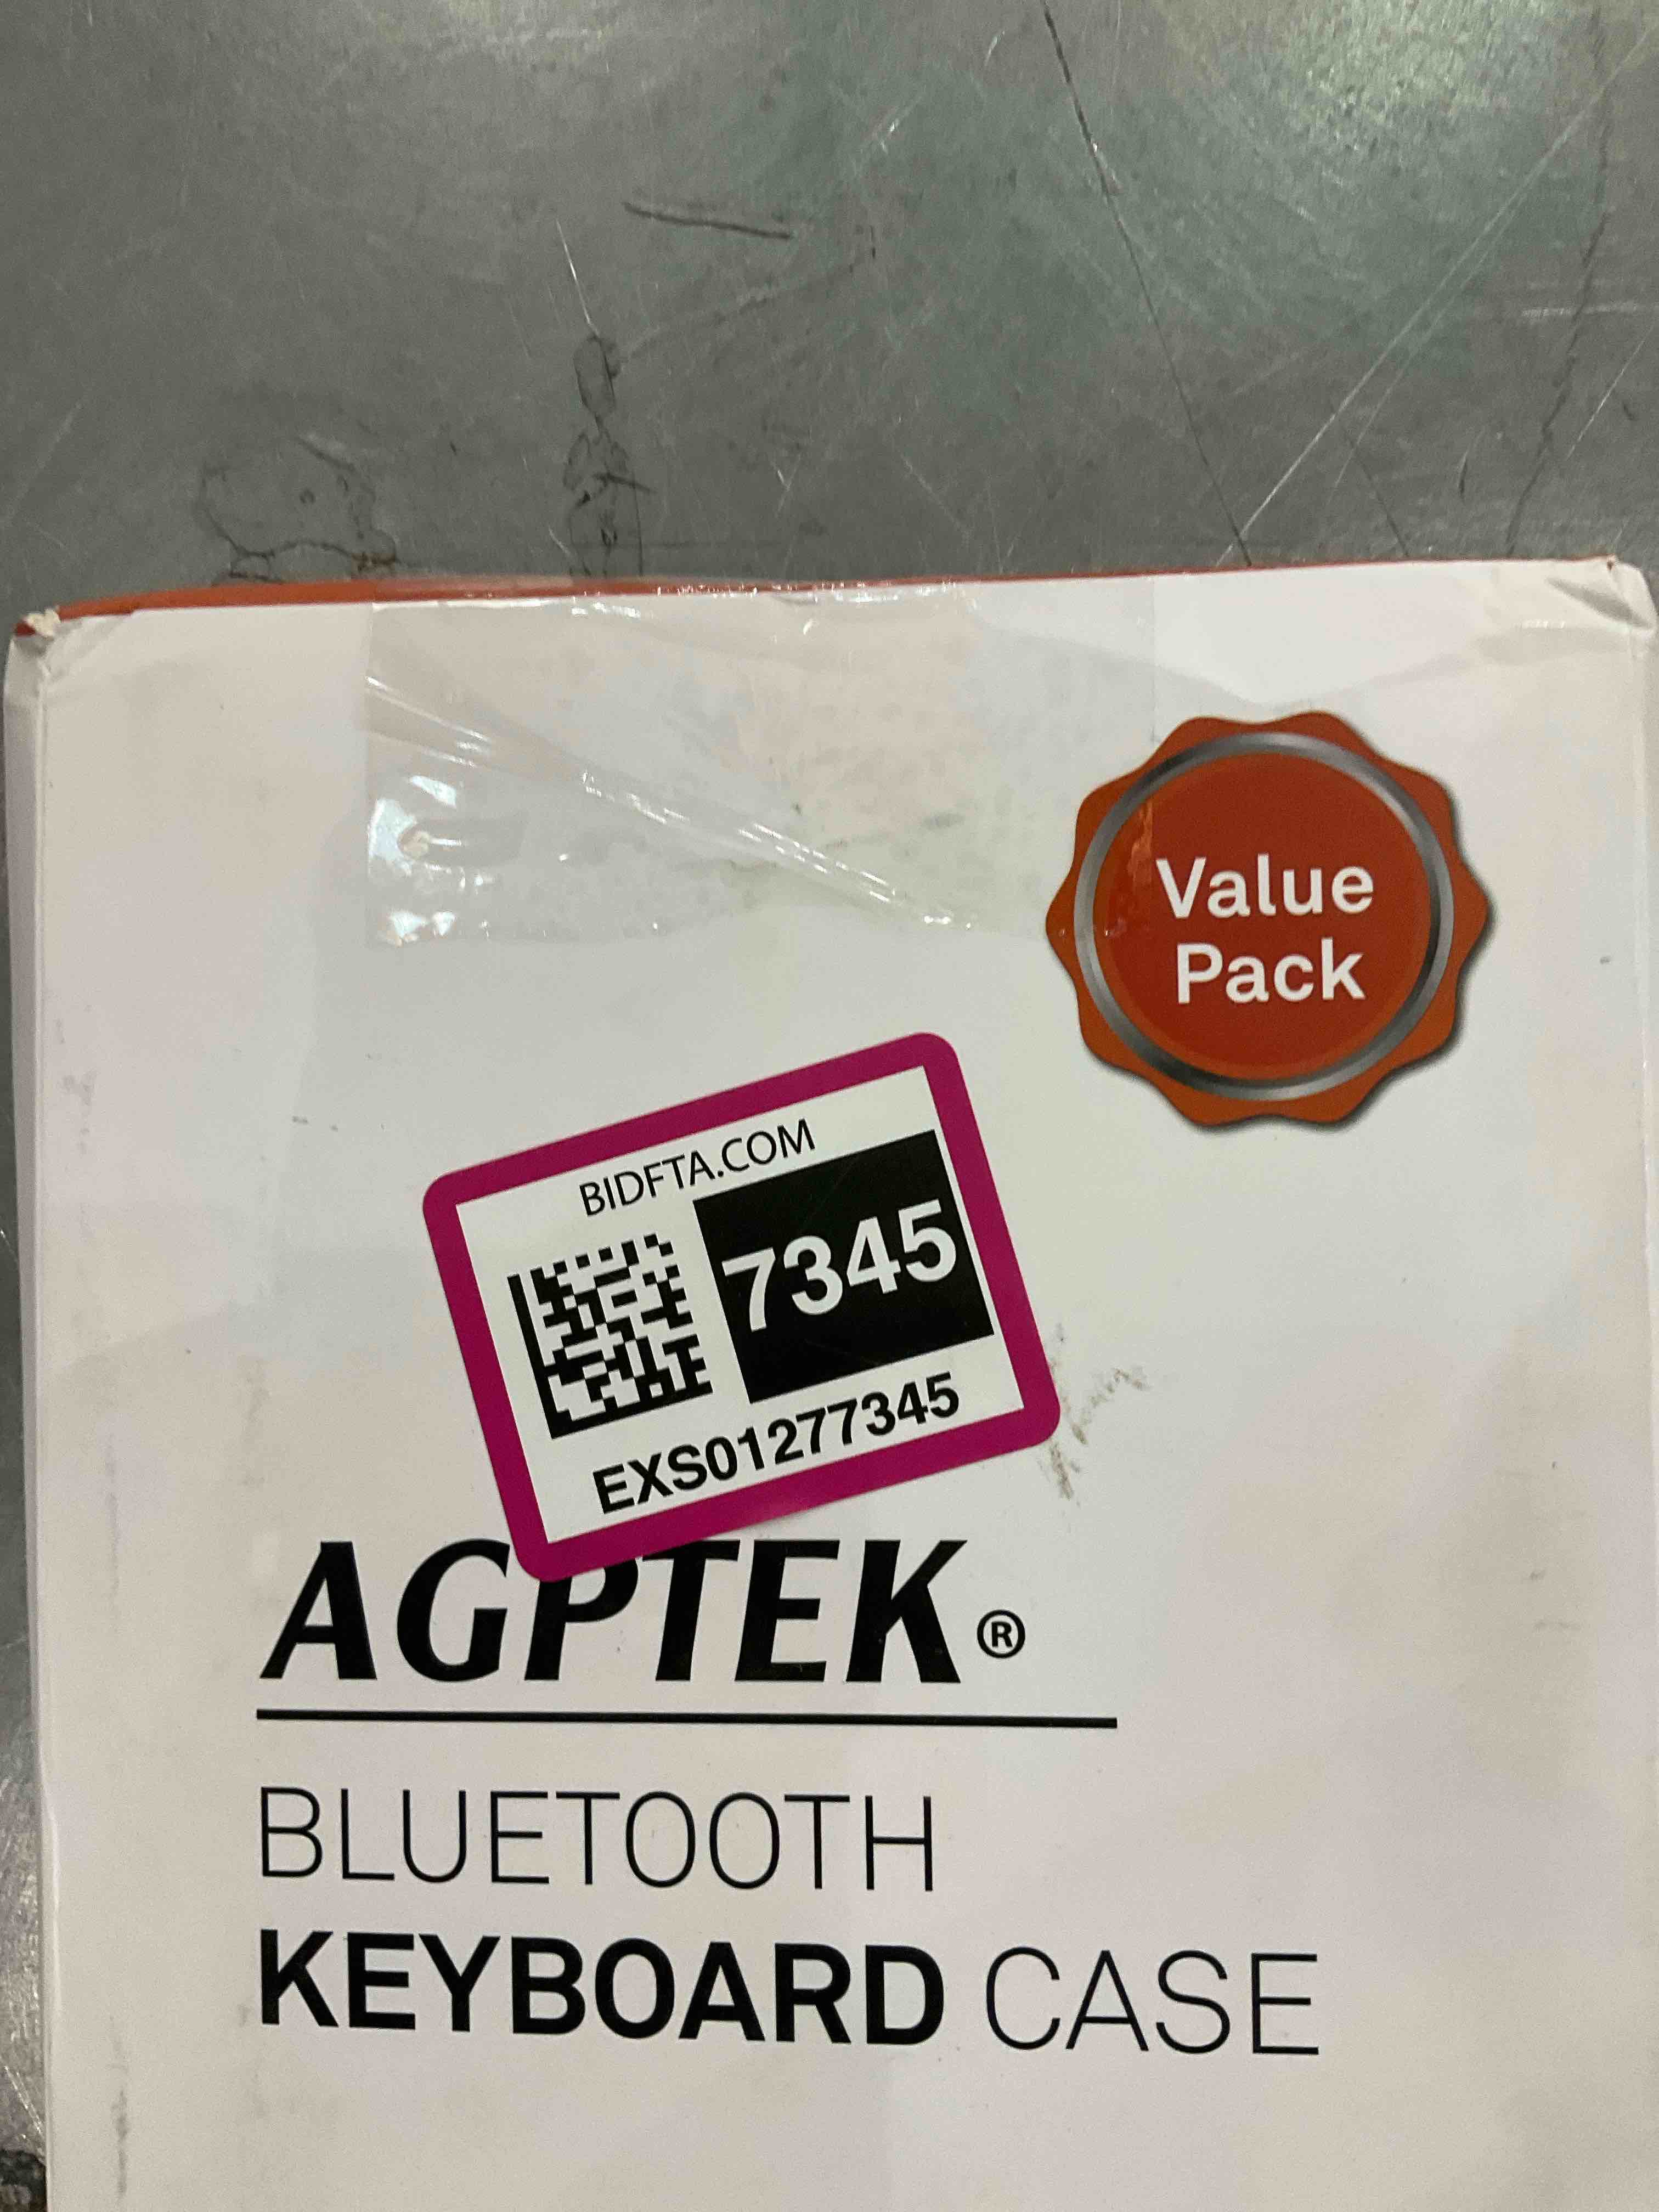 Value
Pack
BIDFTA.COM
7345
EXS01277345
AGPTEK®
BLUETOOTH
KEYBOARD CASE